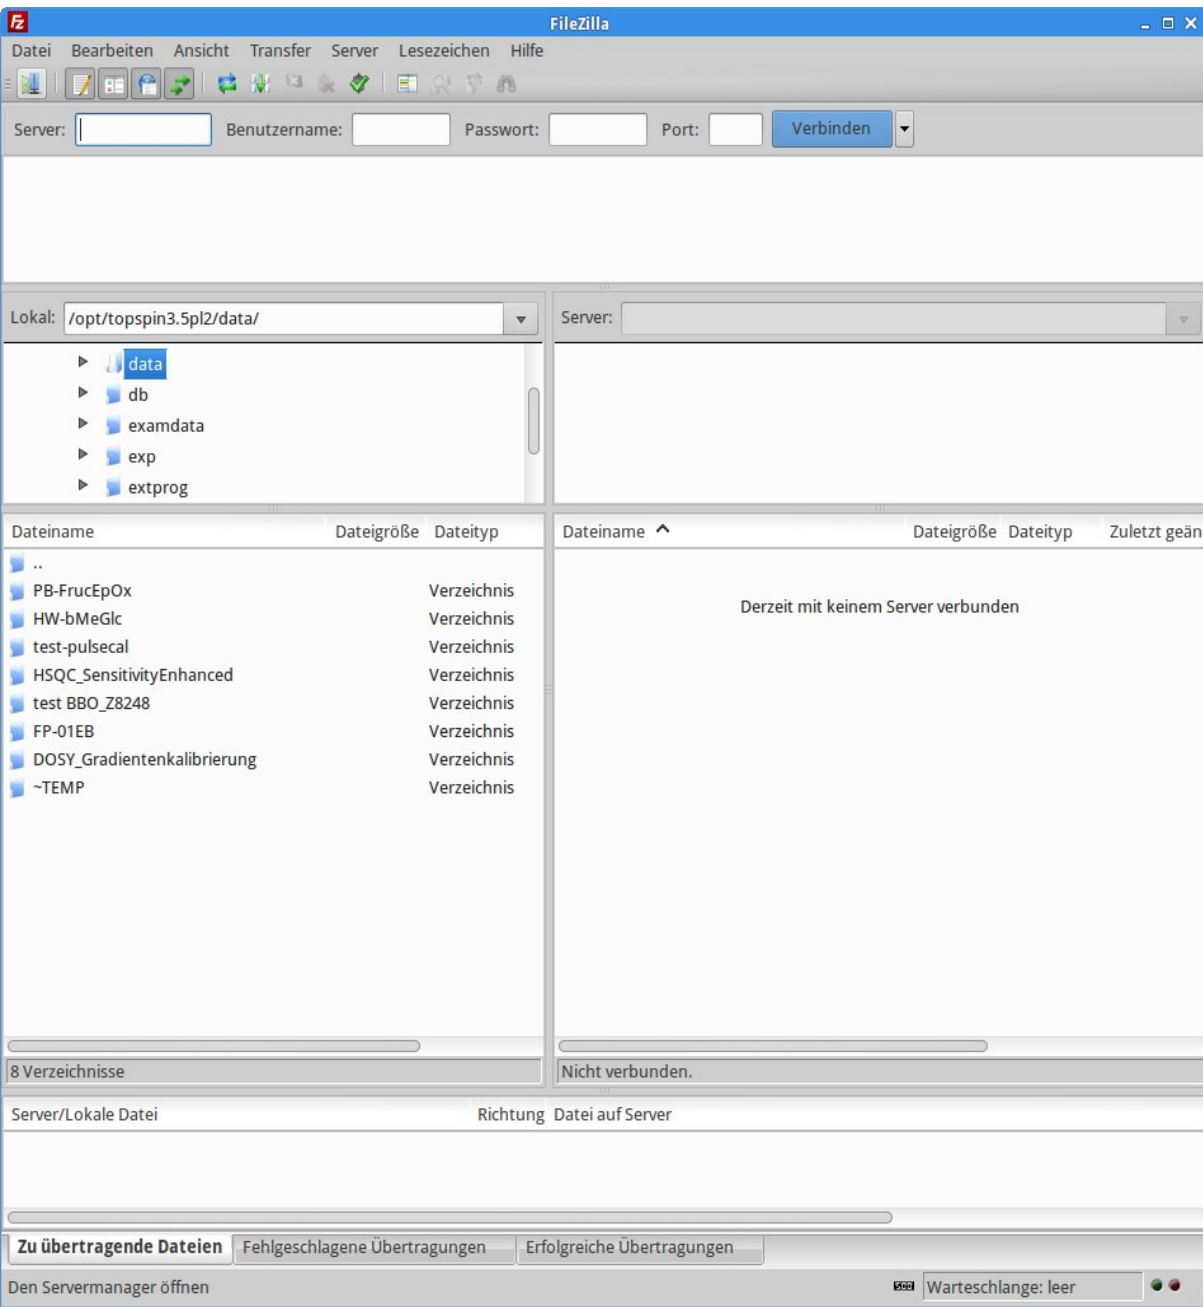 FileZilla
Datei Bearbeiten Ansicht Transfer Server Lesezeichen Hilfe
Server: Benutzername: Passwort: Port: Verbinden
Lokal: /opt/topspin3.5pl2/data/
Server:
data
db
examdata
exp
extprog
Dateiname Dateigröße Dateityp
..
PB-FrucEpOx Verzeichnis
HW-bMeGlc Verzeichnis
test-pulsecal Verzeichnis
HSQC_SensitivityEnhanced Verzeichnis
test BBO_Z8248 Verzeichnis
FP-01EB Verzeichnis
DOSY_Gradientenkalibrierung Verzeichnis
~TEMP Verzeichnis
8 Verzeichnisse
Dateiname Dateigröße Dateityp Zuletzt geän
Derzeit mit keinem Server verbunden
Nicht verbunden.
Server/Lokale Datei Richtung Datei auf Server
Zu übertragende Dateien Fehlgeschlagene Übertragungen Erfolgreiche Übertragungen
Den Servermanager öffnen Warteschlange: leer